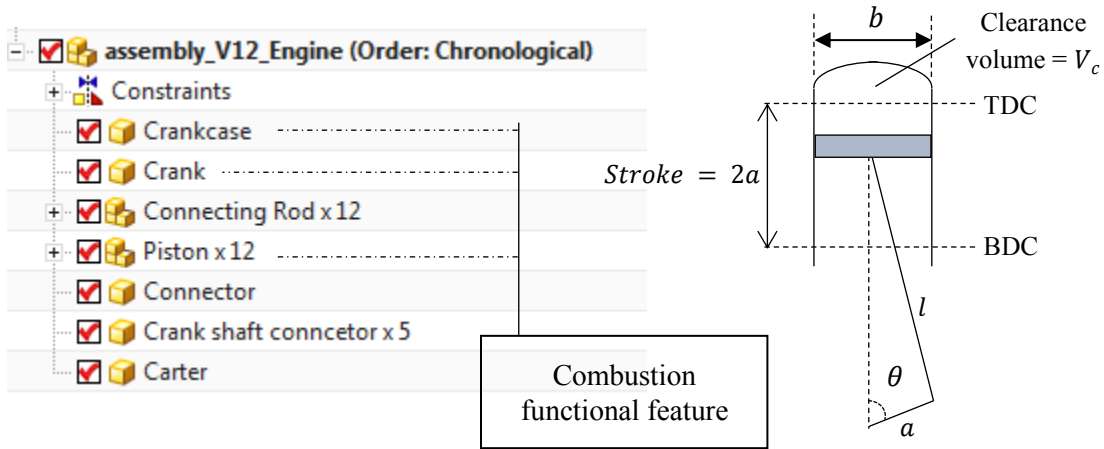 assembly_V12_Engine (Order: Chronological)
Constraints
Crankcase
Crank
Connecting Rod x 12
Piston x 12
Connector
Crank shaft conncetor x 5
Carter
Combustion
functional feature
b
Clearance
volume = V_c
TDC
Stroke = 2a
BDC
l
θ
a